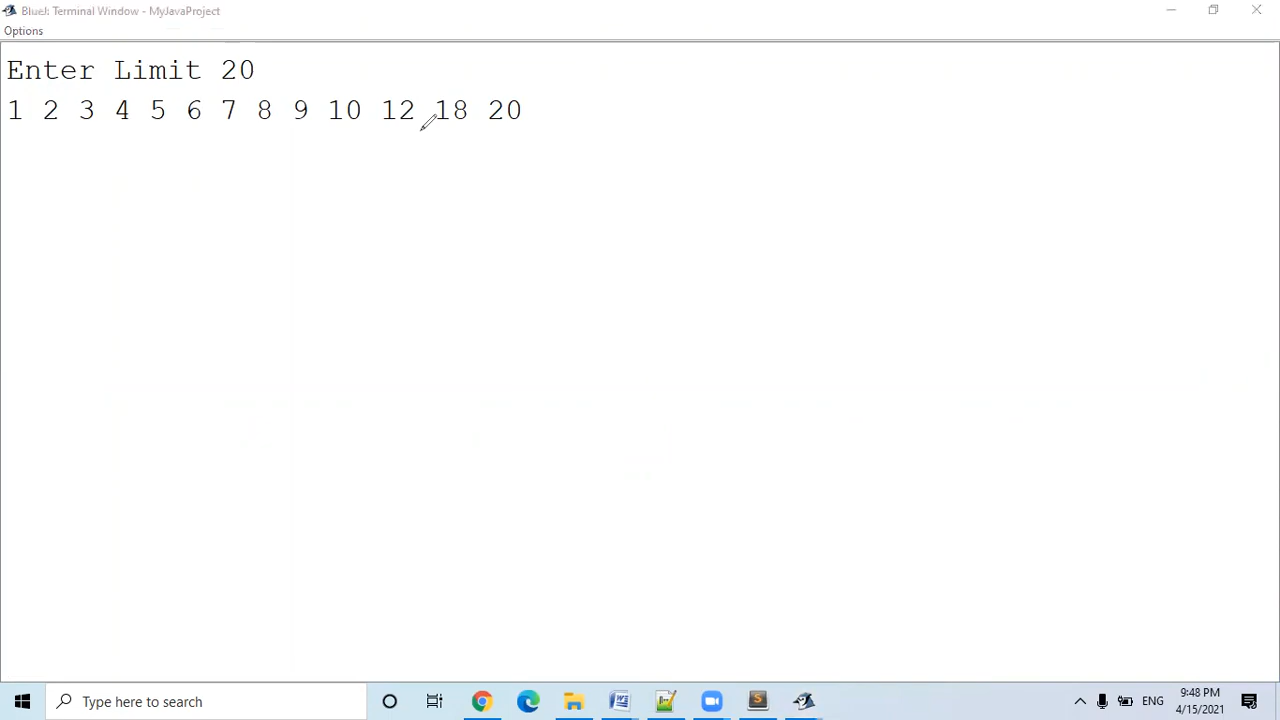 BlueJ: Terminal Window - MyJavaProject
Options
Enter Limit 20
1 2 3 4 5 6 7 8 9 10 12 18 20
Type here to search
ENG
9:48 PM
4/15/2021